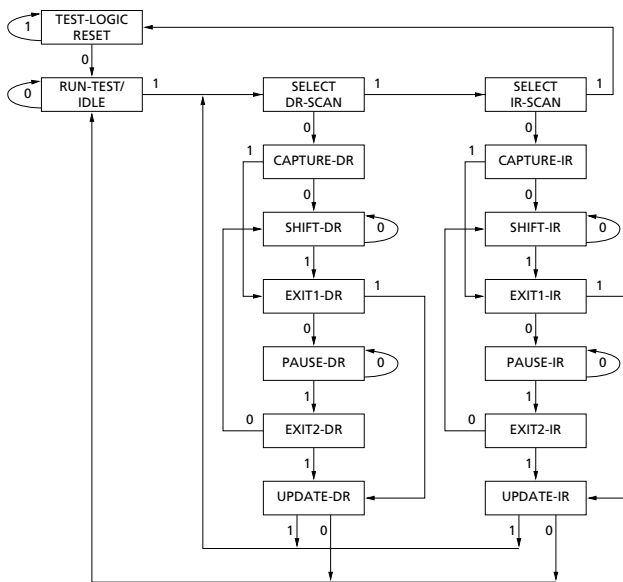 TEST-LOGIC
RESET
1
0
RUN-TEST/
IDLE
0
1
SELECT
DR-SCAN
1
SELECT
IR-SCAN
1
0
0
1
CAPTURE-DR
1
CAPTURE-IR
0
0
SHIFT-DR
0
SHIFT-IR
0
1
1
EXIT1-DR
1
EXIT1-IR
1
0
0
PAUSE-DR
0
PAUSE-IR
0
1
1
0
EXIT2-DR
0
EXIT2-IR
1
1
UPDATE-DR
UPDATE-IR
1
0
1
0